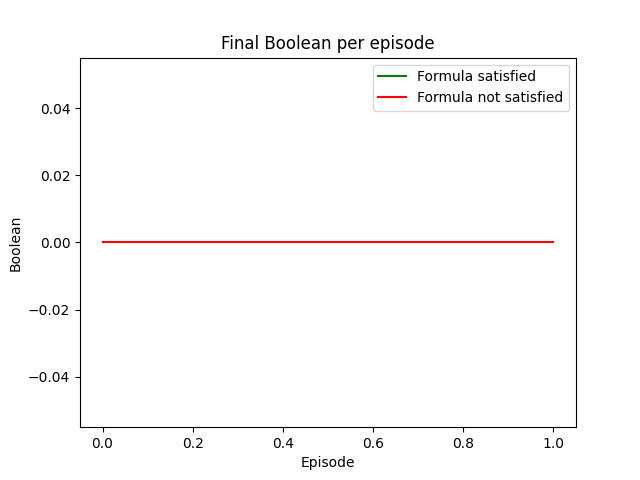 Final Boolean per episode
Formula satisfied
Formula not satisfied
0.04
0.02
0.00
−0.02
−0.04
Boolean
0.0 0.2 0.4 0.6 0.8 1.0
Episode